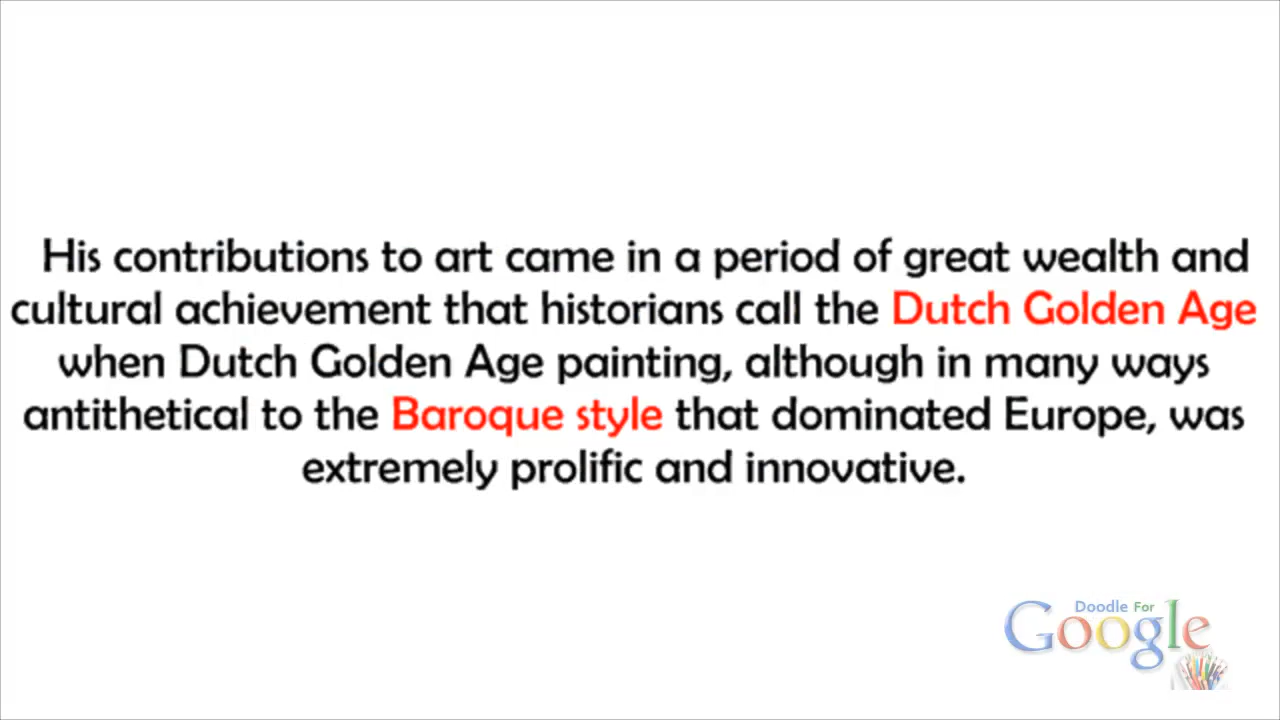 His contributions to art came in a period of great wealth and
cultural achievement that historians call the Dutch Golden Age
when Dutch Golden Age painting, although in many ways
antithetical to the Baroque style that dominated Europe, was
extremely prolific and innovative.
Doodle For
Google